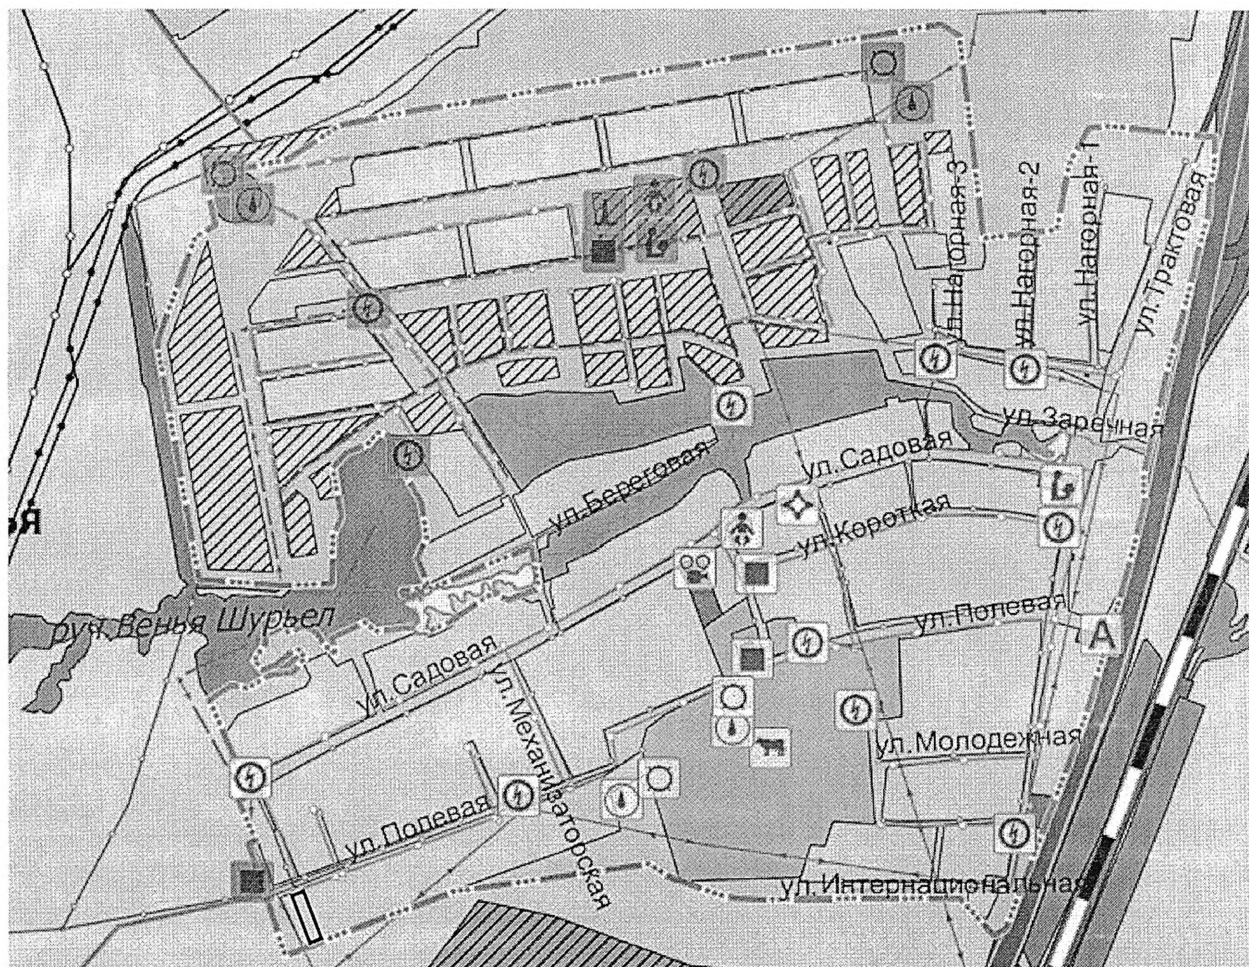 ул.Нагорная-3
ул.Нагорная-2
ул.Нагорная-1
ул.Трактовая
ул.Заречная
ул.Садовая
ул.Береговая
ул.Короткая
Я
ул.Полевая
руч.Венья Шурьел
А
ул.Садовая
ул.Механизаторская
ул.Молодежная
ул.Полевая
ул.Интернациональная